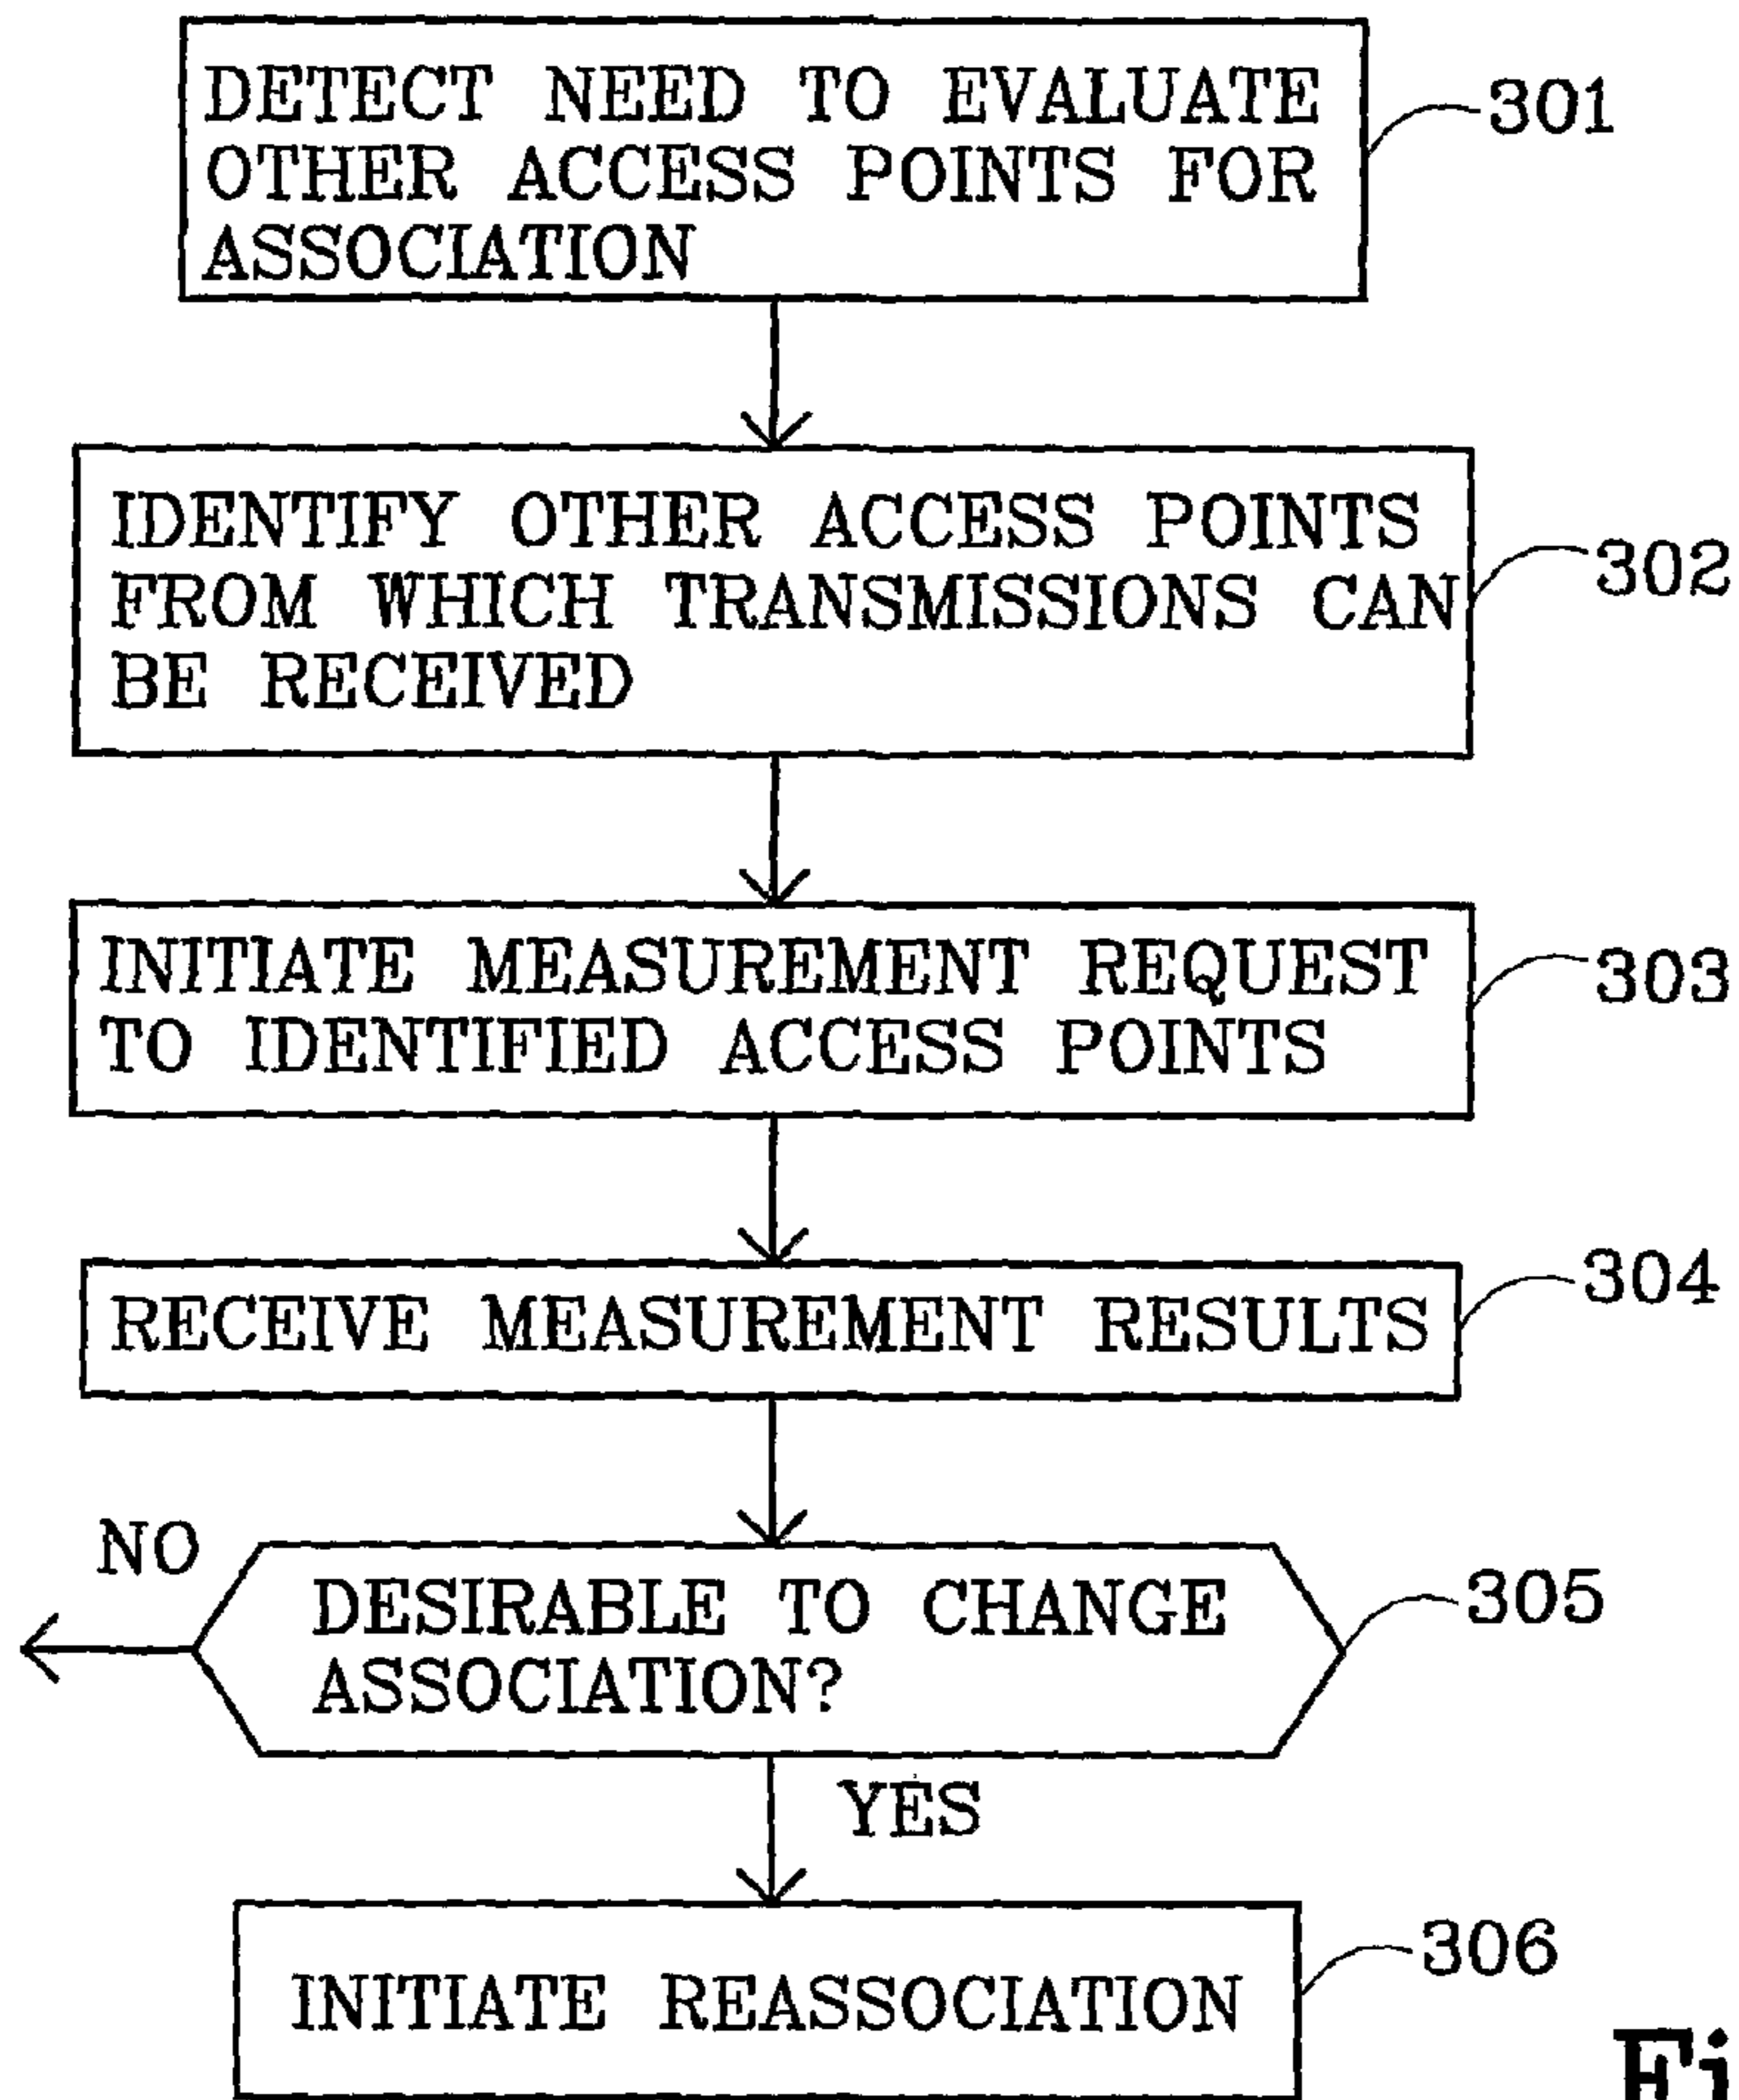 DETECT NEED TO EVALUATE
OTHER ACCESS POINTS FOR
ASSOCIATION
301
IDENTIFY OTHER ACCESS POINTS
FROM WHICH TRANSMISSIONS CAN
BE RECEIVED
302
INITIATE MEASUREMENT REQUEST
TO IDENTIFIED ACCESS POINTS
303
RECEIVE MEASUREMENT RESULTS
304
NO
DESIRABLE TO CHANGE
ASSOCIATION?
305
YES
INITIATE REASSOCIATION
306